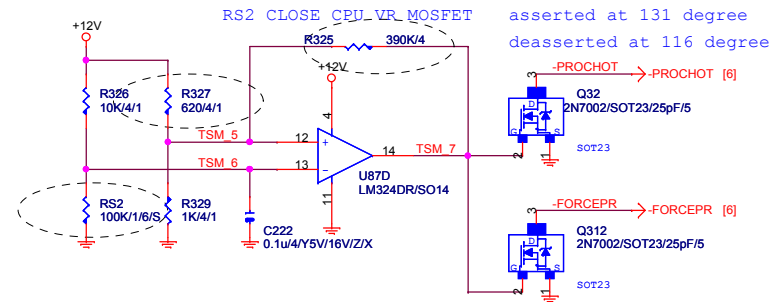 RS2 CLOSE CPU VR MOSFET
asserted at 131 degree
deasserted at 116 degree
+12V
R325
390K/4
+12V
-PROCHOT
-PROCHOT [6]
R326
10K/4/1
R327
620/4/1
3
Q32
2N7002/SOT23/25pF/5
D
G
S
SOT23
2
1
4
TSM_5
12
+
14
TSM_7
TSM_6
13
-
U87D
LM324DR/SO14
11
RS2
100K/1/6/S
R329
1K/4/1
C222
0.1u/4/Y5V/16V/Z/X
-FORCEPR
-FORCEPR [6]
3
Q312
2N7002/SOT23/25pF/5
D
G
S
SOT23
2
1